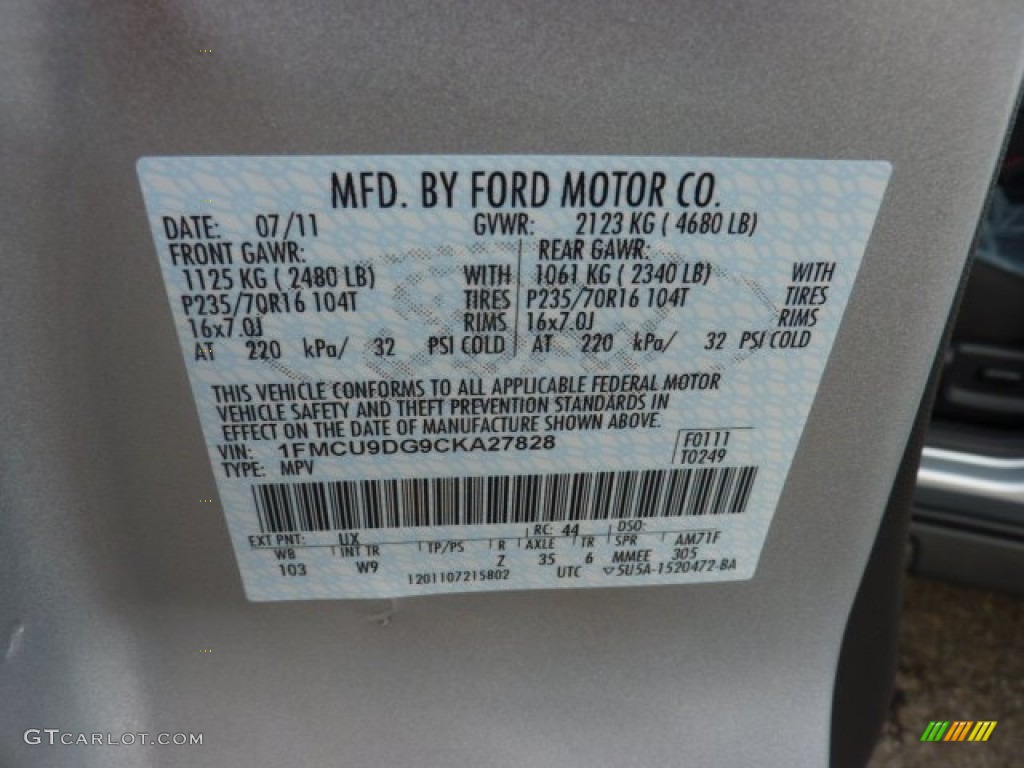 MFD. BY FORD MOTOR CO.
DATE: 07/11 GVWR: 2123 KG ( 4680 LB)
FRONT GAWR: REAR GAWR:
1125 KG ( 2480 LB) WITH 1061 KG ( 2340 LB) WITH
P235/70R16 104T TIRES P235/70R16 104T TIRES
16x7.0J RIMS 16x7.0J RIMS
AT 220 kPa/ 32 PSI COLD AT 220 kPa/ 32 PSI COLD
THIS VEHICLE CONFORMS TO ALL APPLICABLE FEDERAL MOTOR
VEHICLE SAFETY AND THEFT PREVENTION STANDARDS IN
EFFECT ON THE DATE OF MANUFACTURE SHOWN ABOVE.
VIN: 1FMCU9DG9CKA27828 F0111
TYPE: MPV T0249
EXT PNT: UX RC: 44 DSO:
WB INT TR TP/PS R AXLE TR SPR AM71F
103 W9 Z 35 6 MMEE 305
1201107215802 UTC ▽5U5A-1520472-BA
GTCARLOT.COM